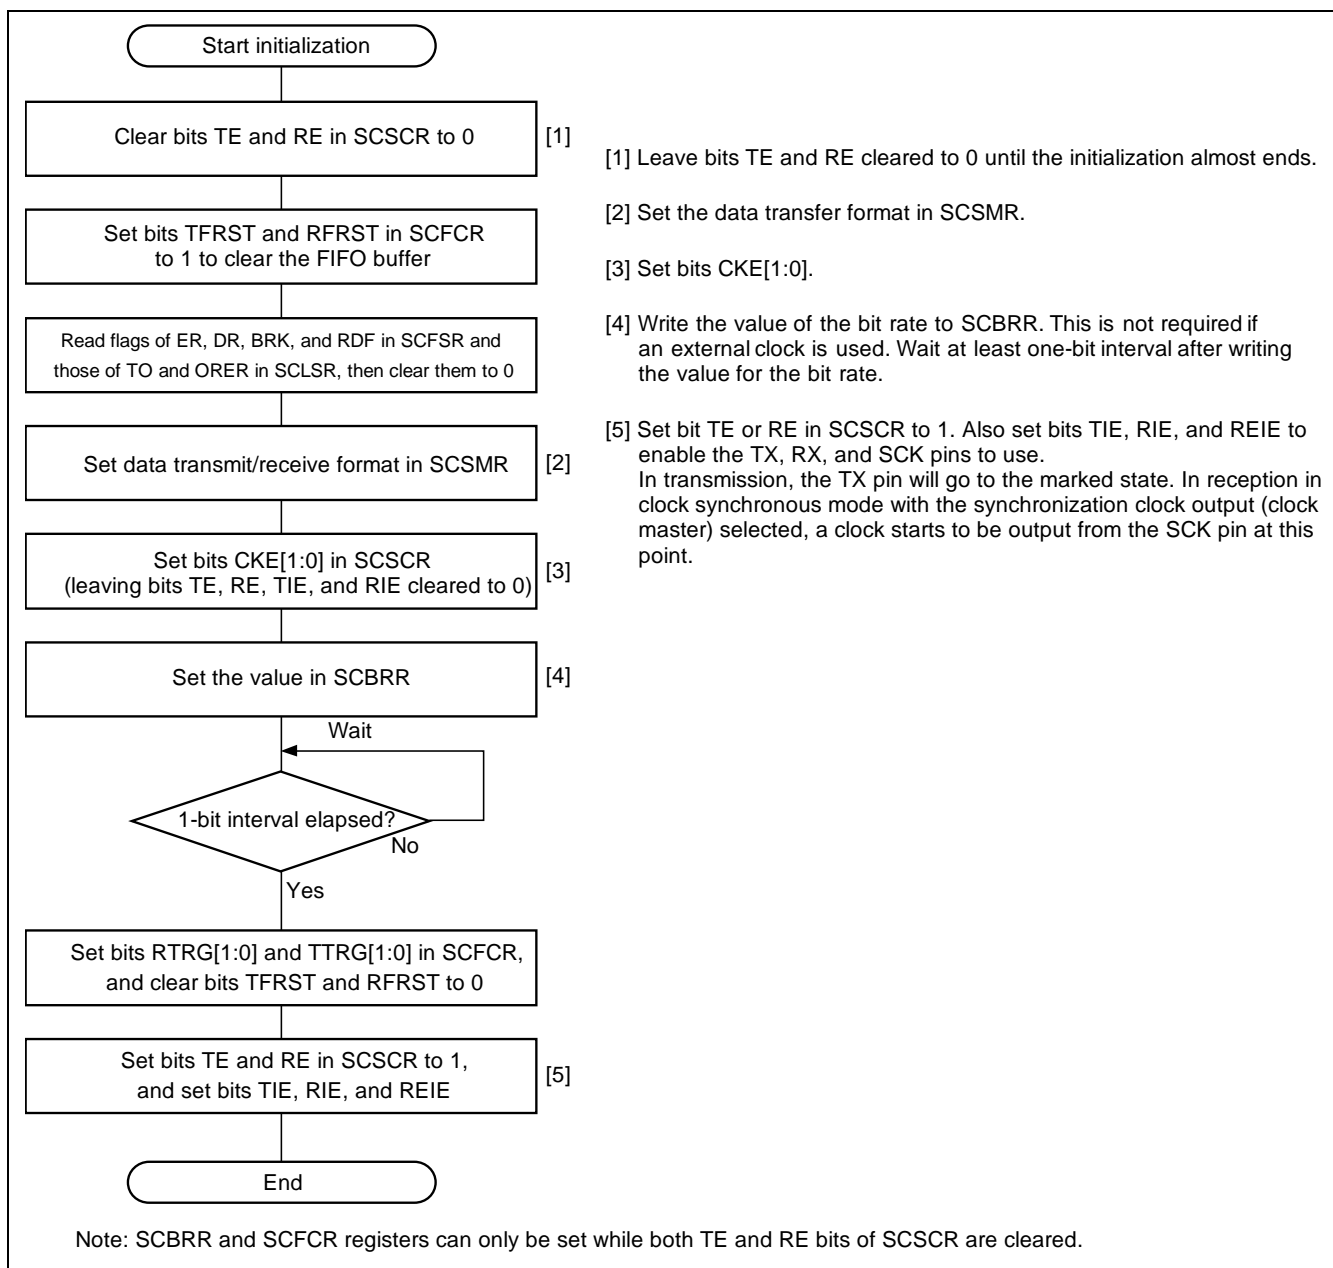 Start initialization
Clear bits TE and RE in SCSCR to 0
[1]
Set bits TFRST and RFRST in SCFCR
to 1 to clear the FIFO buffer
Read flags of ER, DR, BRK, and RDF in SCFSR and
those of TO and ORER in SCLSR, then clear them to 0
Set data transmit/receive format in SCSMR
[2]
Set bits CKE[1:0] in SCSCR
(leaving bits TE, RE, TIE, and RIE cleared to 0)
[3]
Set the value in SCBRR
[4]
Wait
1-bit interval elapsed?
No
Yes
Set bits RTRG[1:0] and TTRG[1:0] in SCFCR,
and clear bits TFRST and RFRST to 0
Set bits TE and RE in SCSCR to 1,
and set bits TIE, RIE, and REIE
[5]
End
[1] Leave bits TE and RE cleared to 0 until the initialization almost ends.
[2] Set the data transfer format in SCSMR.
[3] Set bits CKE[1:0].
[4] Write the value of the bit rate to SCBRR. This is not required if
an external clock is used. Wait at least one-bit interval after writing
the value for the bit rate.
[5] Set bit TE or RE in SCSCR to 1. Also set bits TIE, RIE, and REIE to
enable the TX, RX, and SCK pins to use.
In transmission, the TX pin will go to the marked state. In reception in
clock synchronous mode with the synchronization clock output (clock
master) selected, a clock starts to be output from the SCK pin at this
point.
Note: SCBRR and SCFCR registers can only be set while both TE and RE bits of SCSCR are cleared.